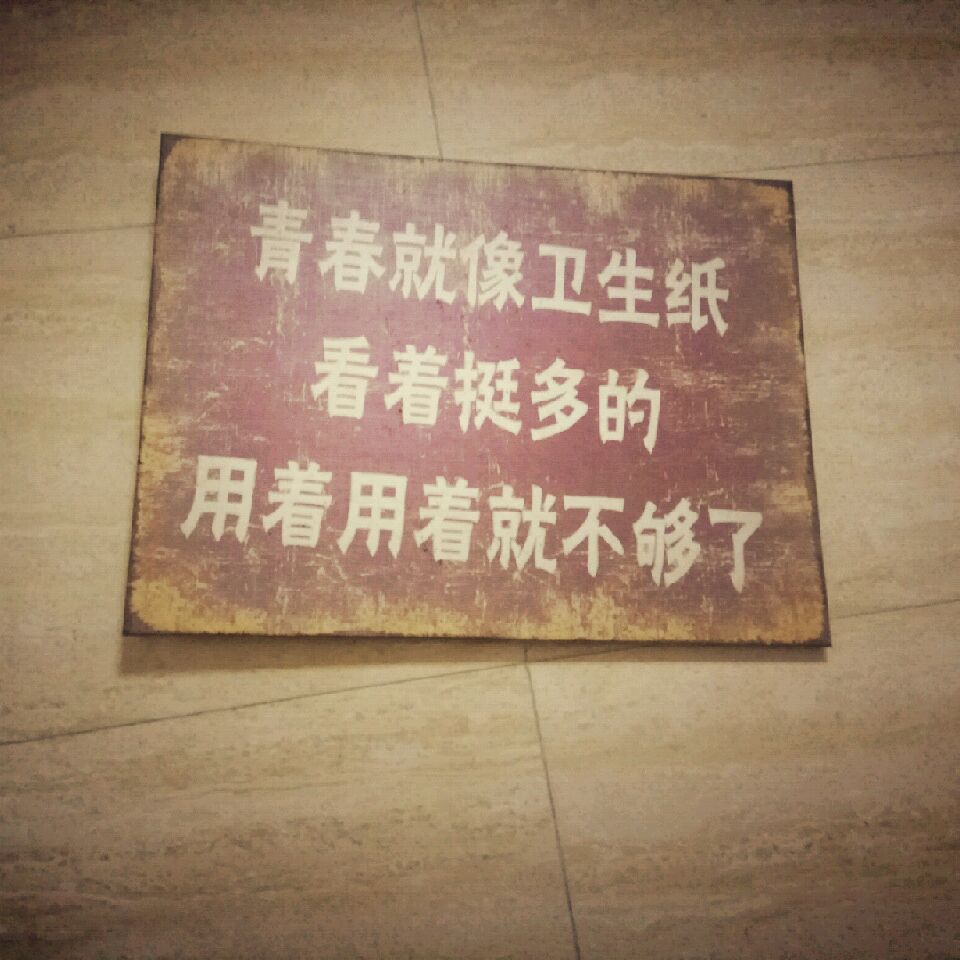 青春就像卫生纸
看着挺多的
用着用着就不够了